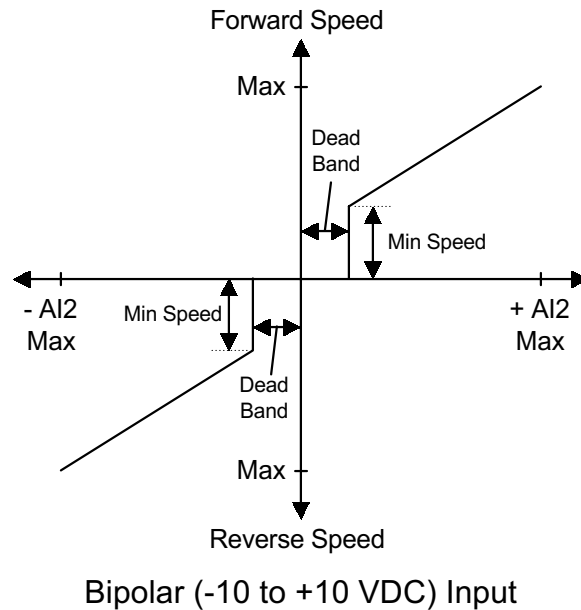 Forward Speed
Max
Dead
Band
Min Speed
- AI2
Max
Min Speed
+ AI2
Max
Dead
Band
Max
Reverse Speed
Bipolar (-10 to +10 VDC) Input